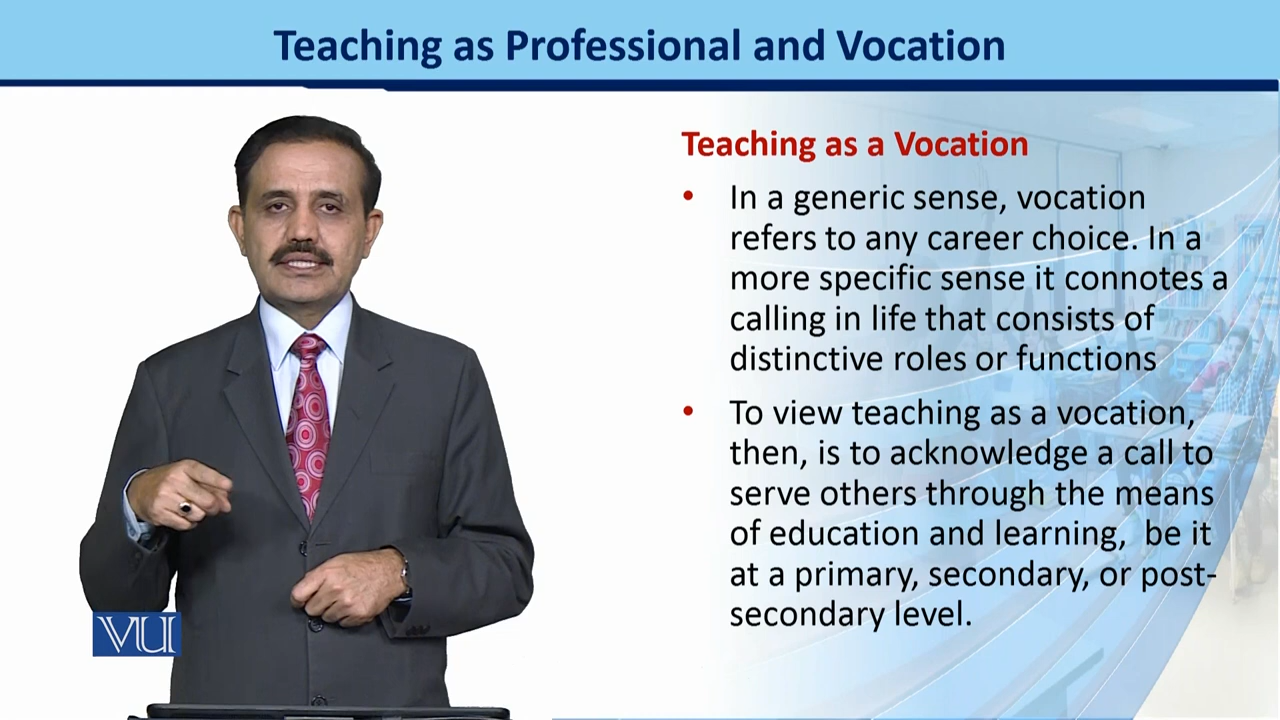 Teaching as Professional and Vocation
Teaching as a Vocation
• In a generic sense, vocation
refers to any career choice. In a
more specific sense it connotes a
calling in life that consists of
distinctive roles or functions
• To view teaching as a vocation,
then, is to acknowledge a call to
serve others through the means
of education and learning, be it
at a primary, secondary, or post-
secondary level.
VU